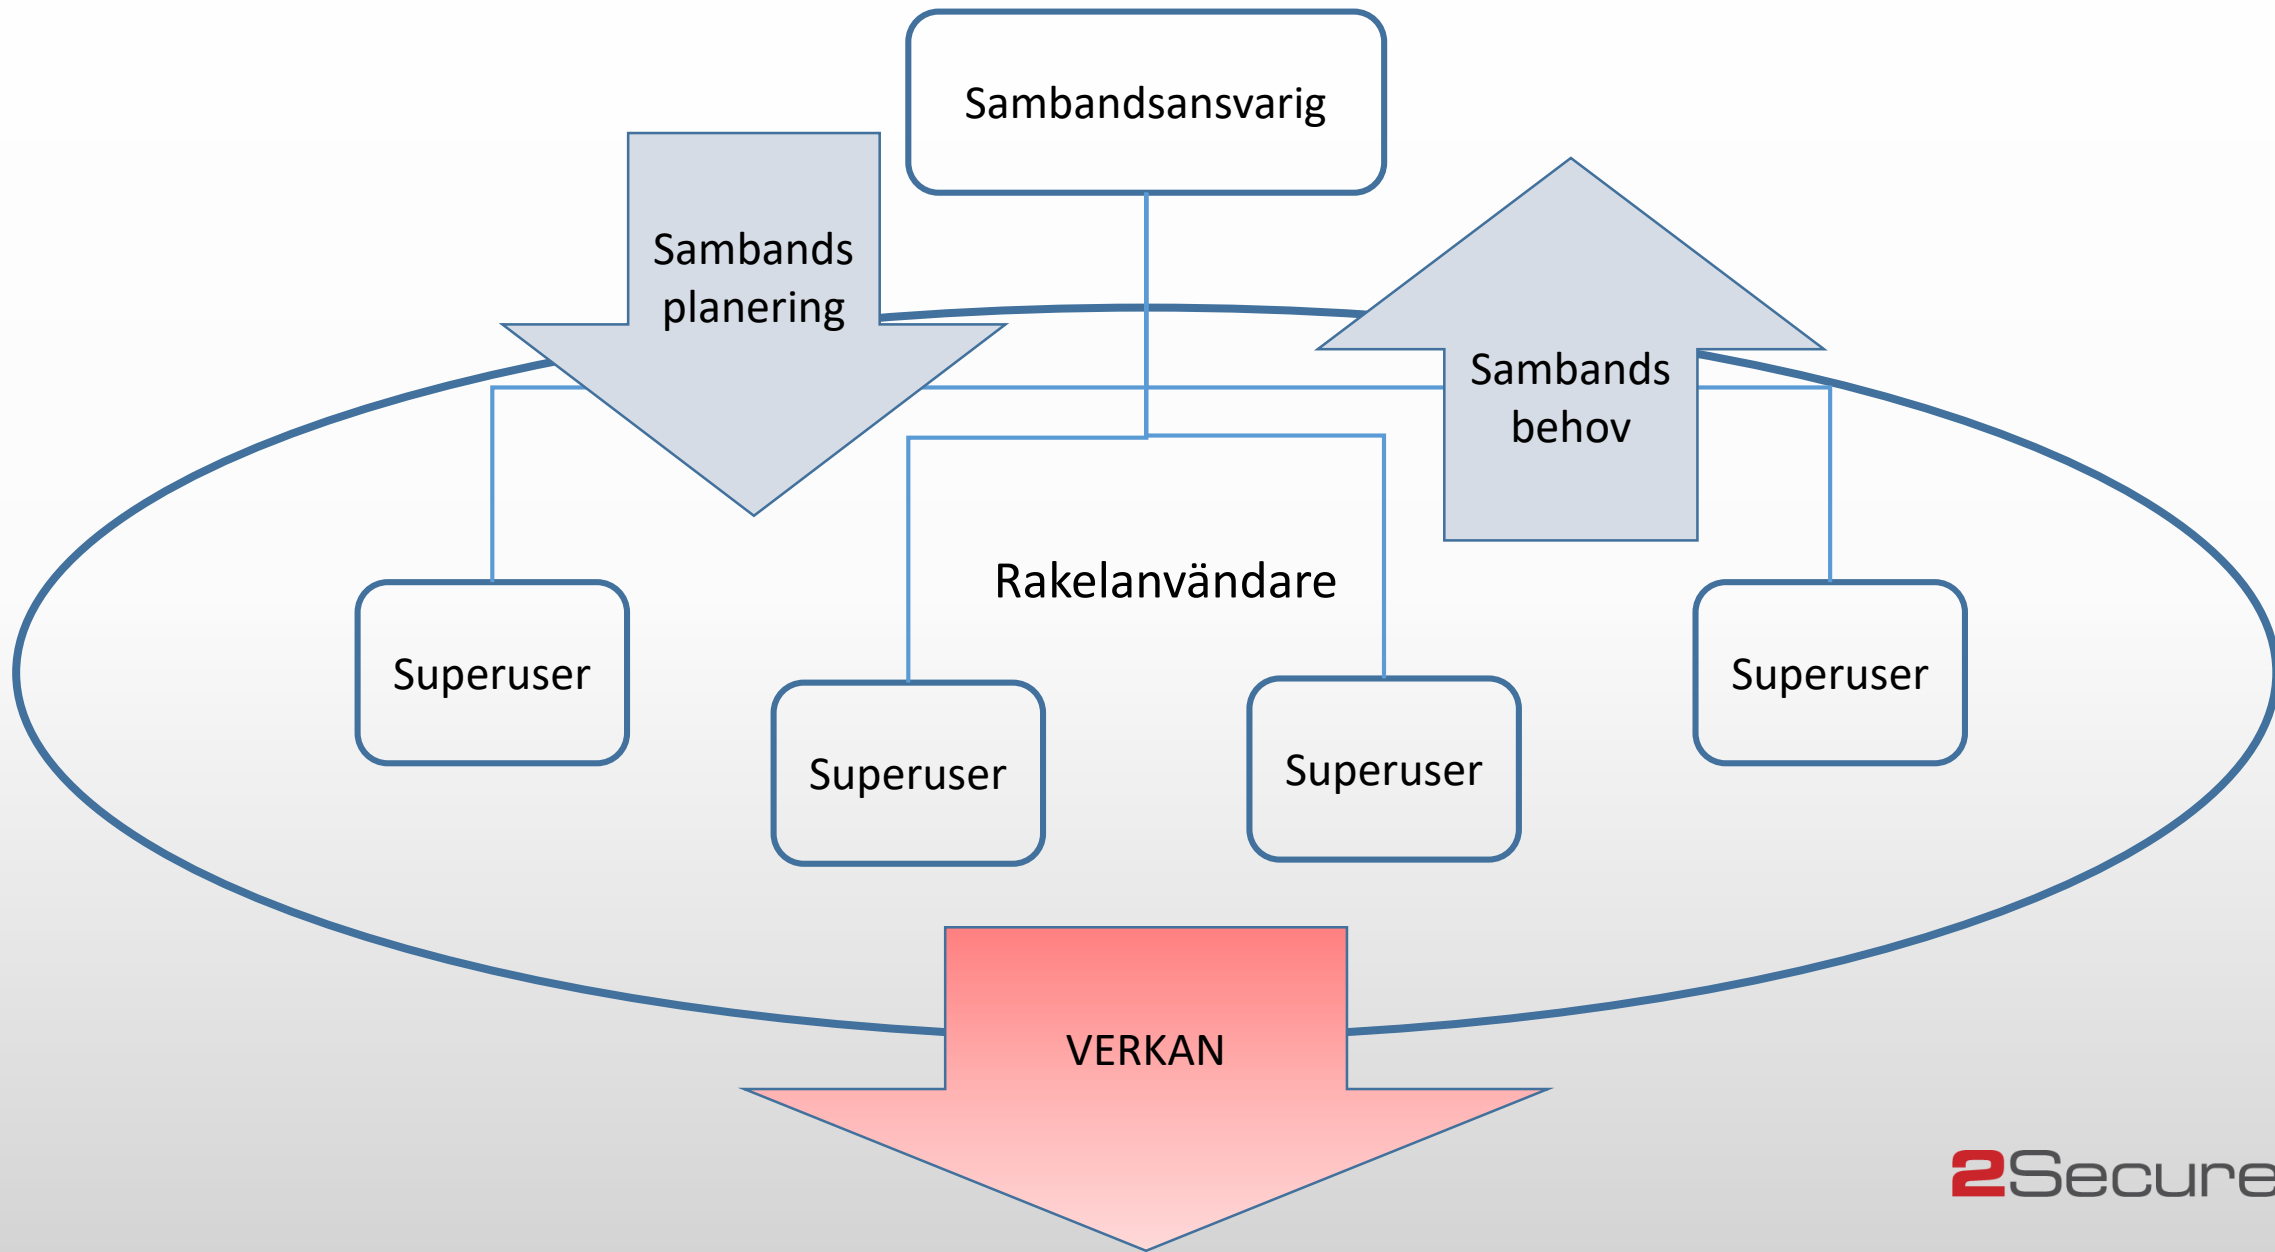 Sambandsansvarig
Sambands
planering
Sambands
behov
Rakelanvändare
Superuser
Superuser
Superuser
Superuser
VERKAN
2Secure